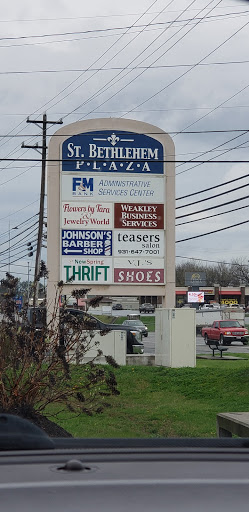 ST. BETHLEHEM
PLAZA
F&M
BANK
ADMINISTRATIVE
SERVICES CENTER
Flowers by Tara
& Jewelry World
WEAKLEY
BUSINESS
SERVICES
JOHNSON'S
BARBER
SHOP
teasers
salon
931-647-7001
NewSpring
THRIFT
V.J.'S
SHOES